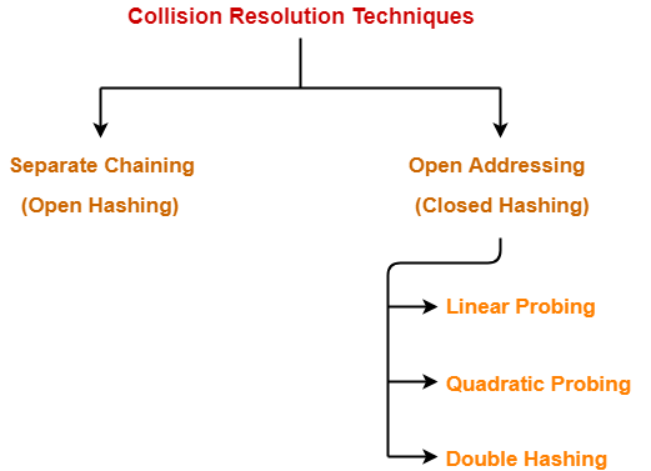 Collision Resolution Techniques
Separate Chaining
(Open Hashing)
Open Addressing
(Closed Hashing)
Linear Probing
Quadratic Probing
Double Hashing